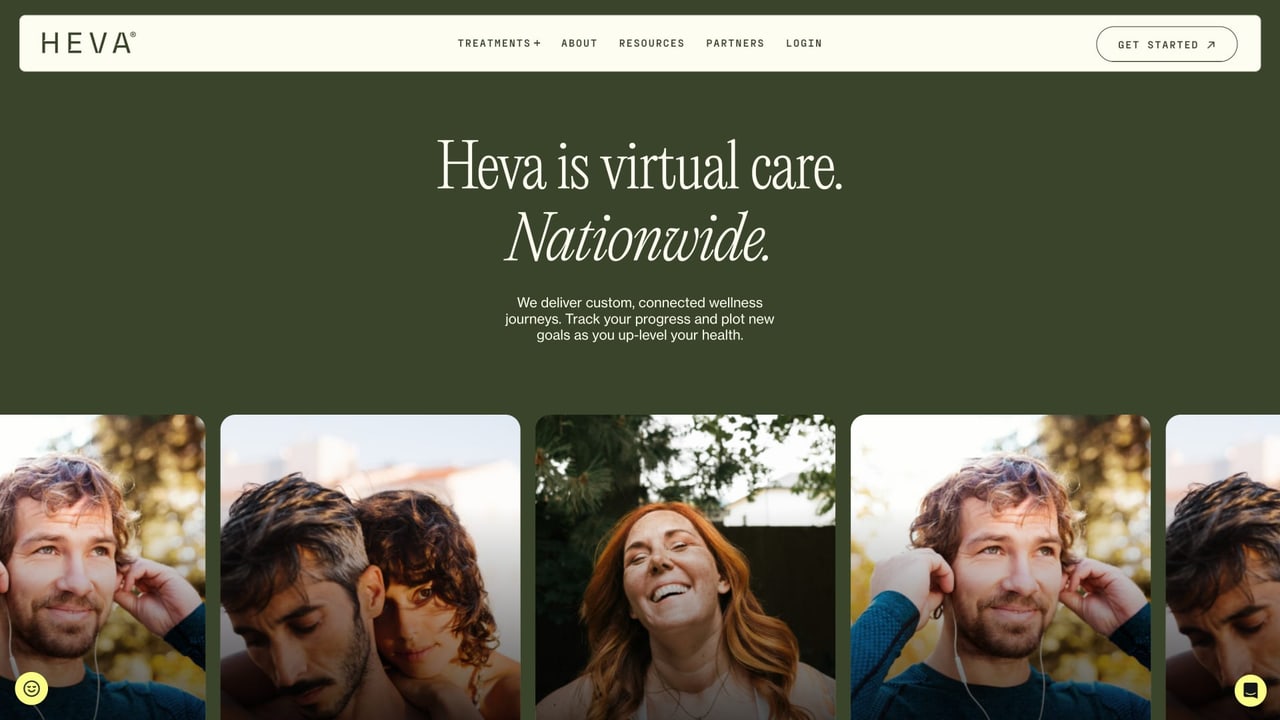 HEVA®
TREATMENTS +
ABOUT
RESOURCES
PARTNERS
LOGIN
GET STARTED
Heva is virtual care.
Nationwide.
We deliver custom, connected wellness
journeys. Track your progress and plot new
goals as you up-level your health.